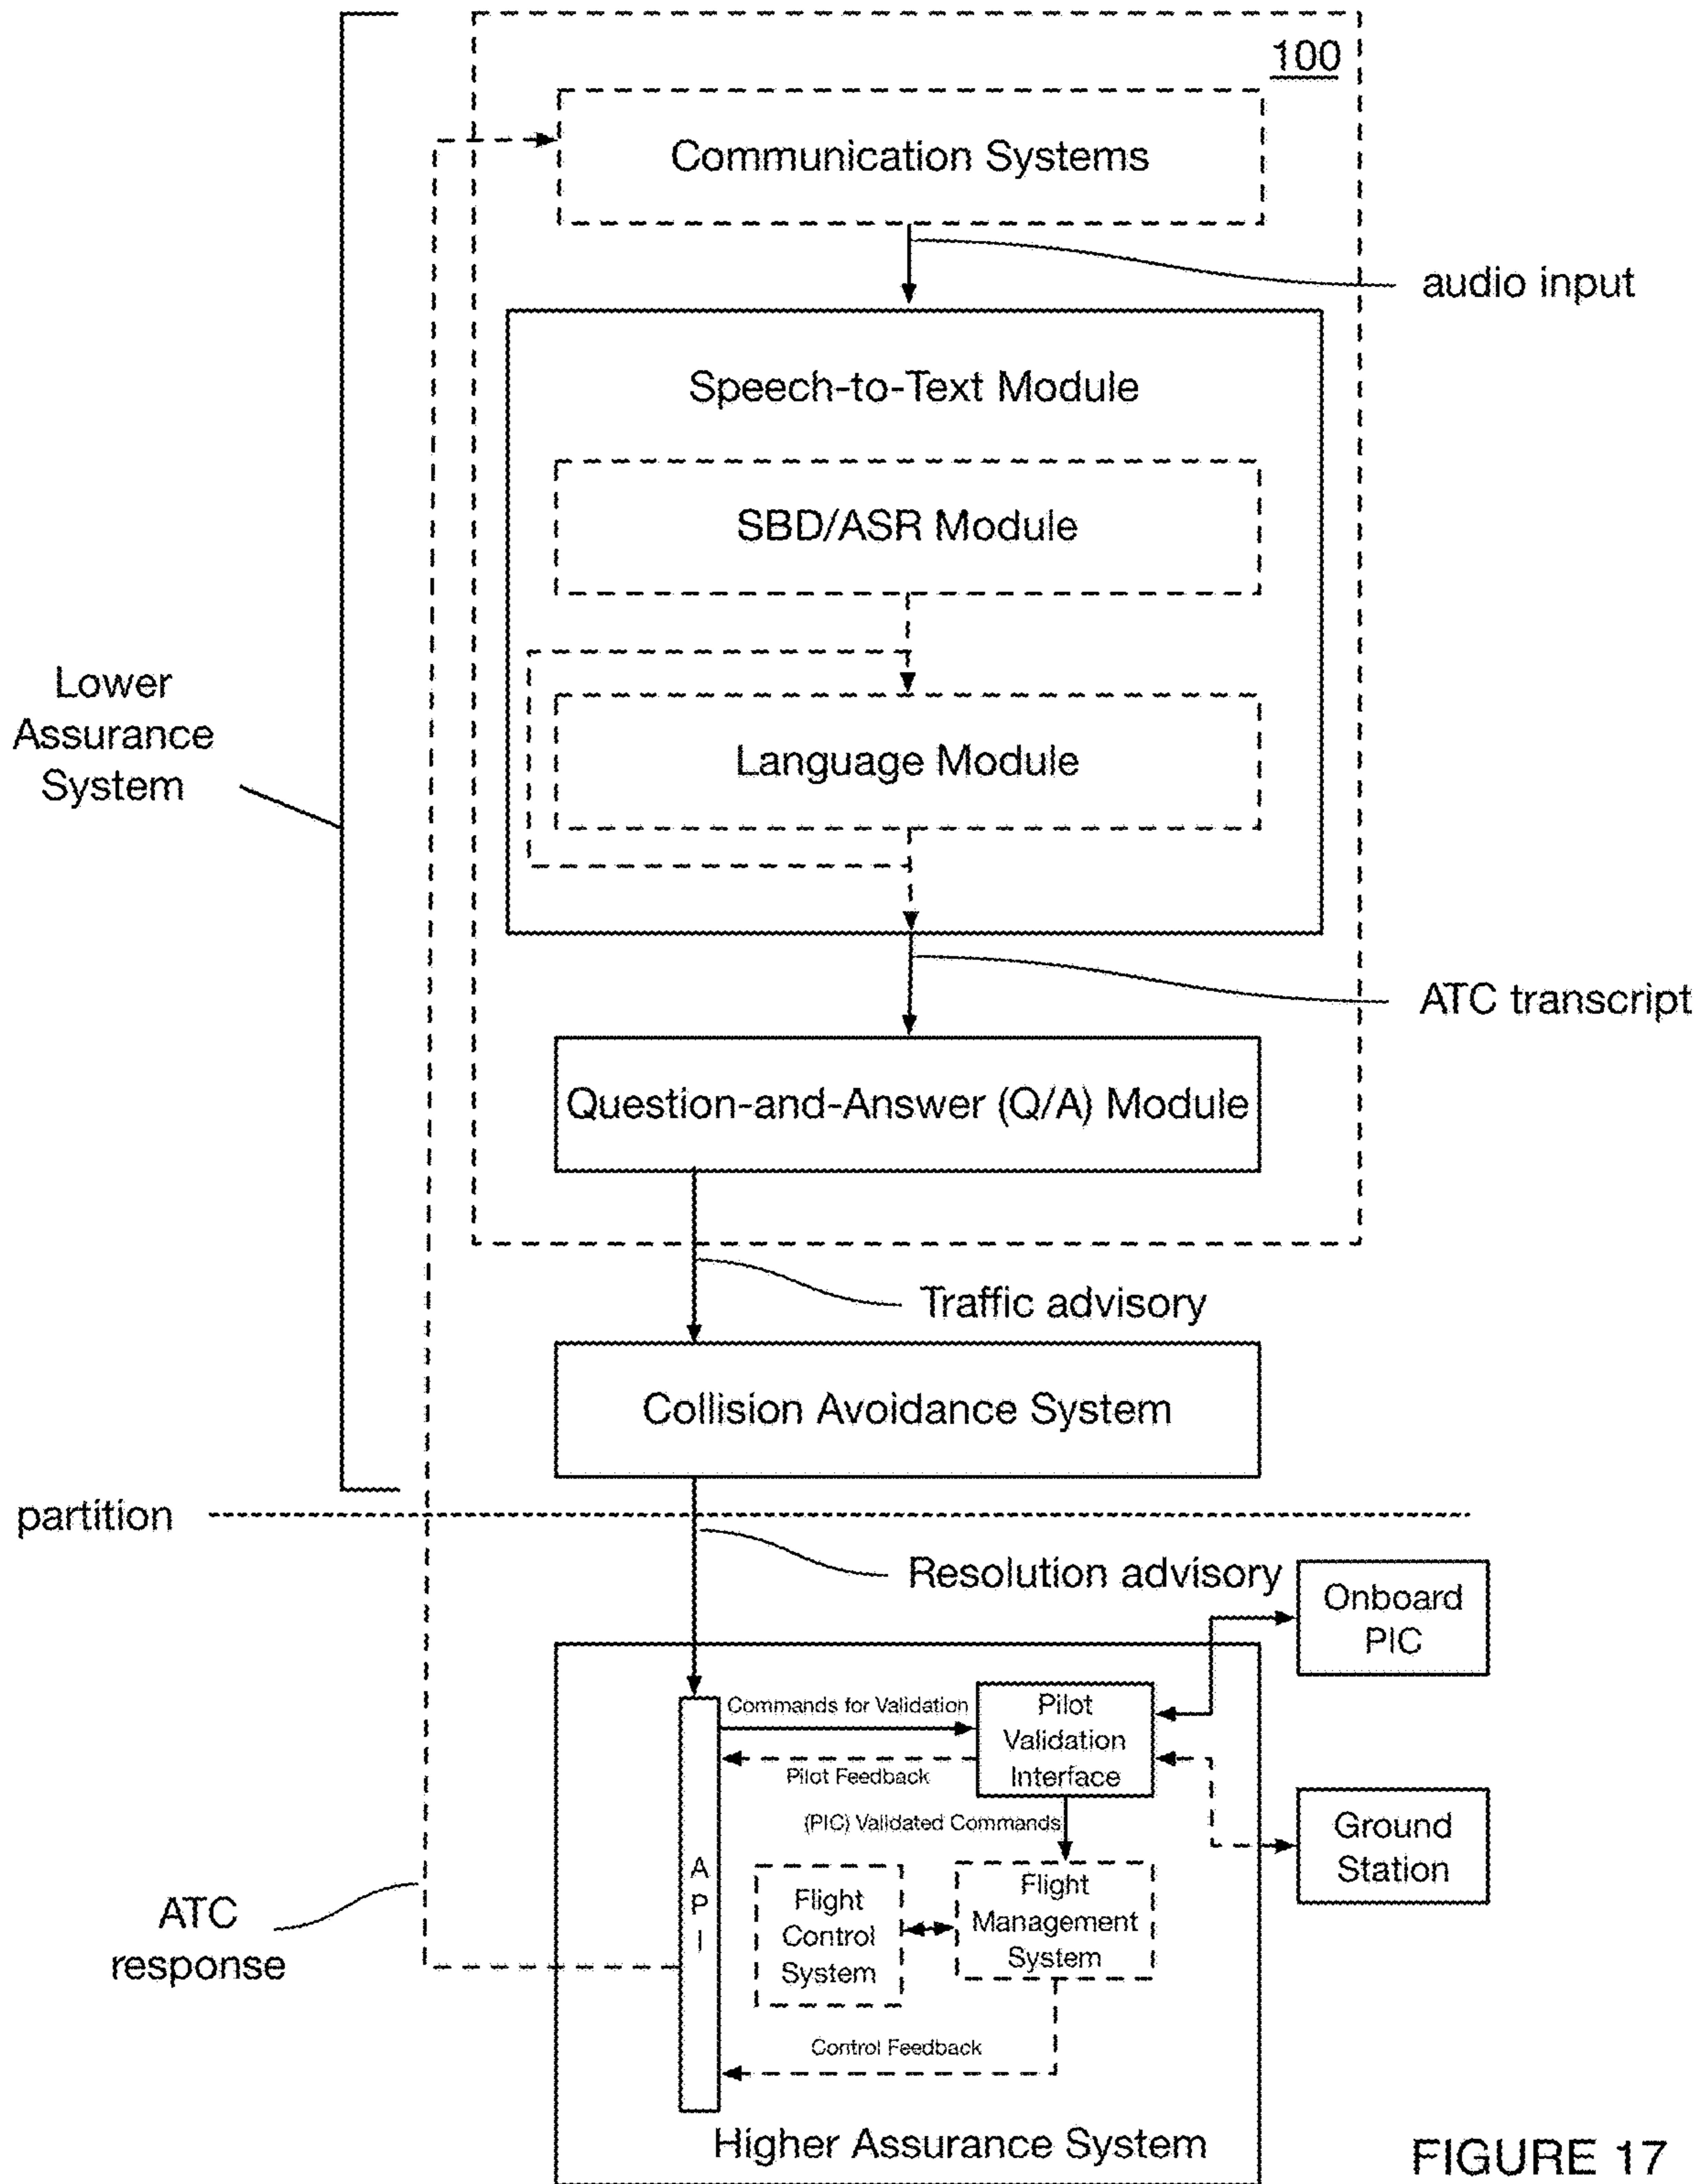 100
Communication Systems
audio input
Speech-to-Text Module
SBD/ASR Module
Lower
Assurance
System
Language Module
ATC transcript
Question-and-Answer (Q/A) Module
Traffic advisory
Collision Avoidance System
partition
Resolution advisory
Onboard
PIC
Commands for Validation
Pilot
Validation
Interface
Pilot Feedback
(PIC) Validated Commands
Ground
Station
A
P
I
Flight
Control
System
Flight
Management
System
ATC
response
Control Feedback
Higher Assurance System
FIGURE 17